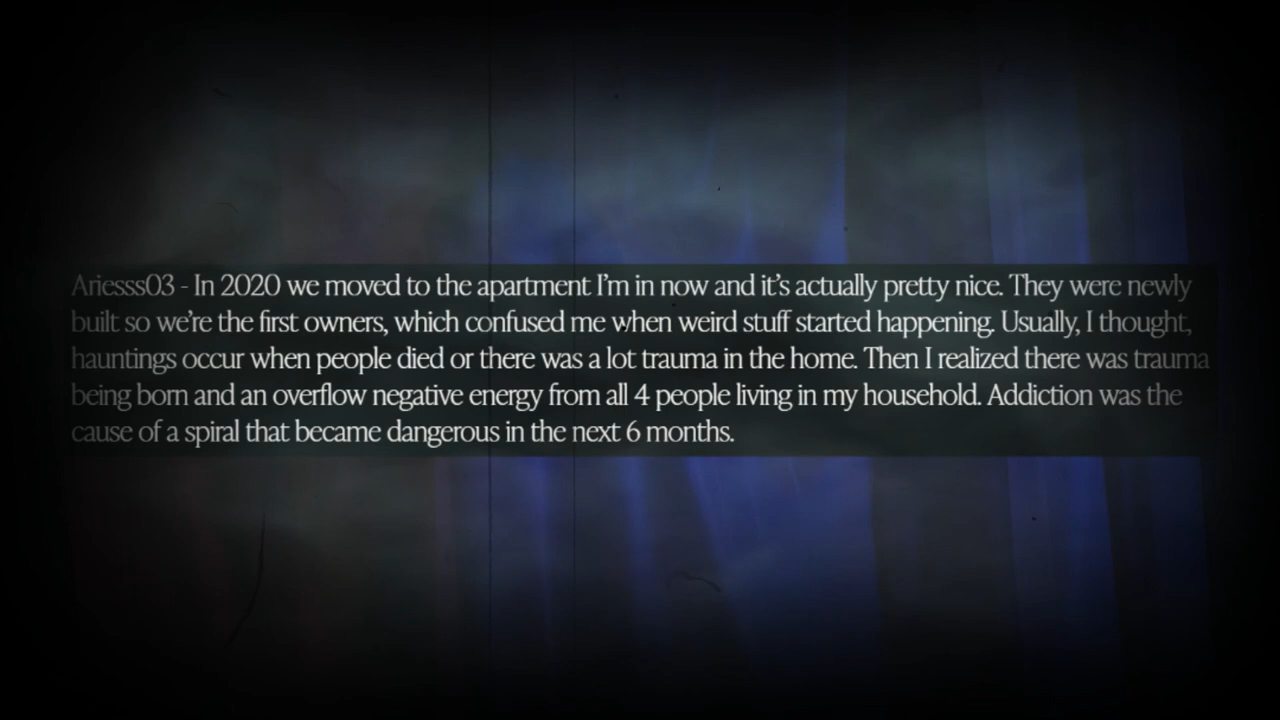 Ariesss03 - In 2020 we moved to the apartment I'm in now and it's actually pretty nice. They were newly
built so we're the first owners, which confused me when weird stuff started happening. Usually, I thought,
hauntings occur when people died or there was a lot trauma in the home. Then I realized there was trauma
being born and an overflow negative energy from all 4 people living in my household. Addiction was the
cause of a spiral that became dangerous in the next 6 months.